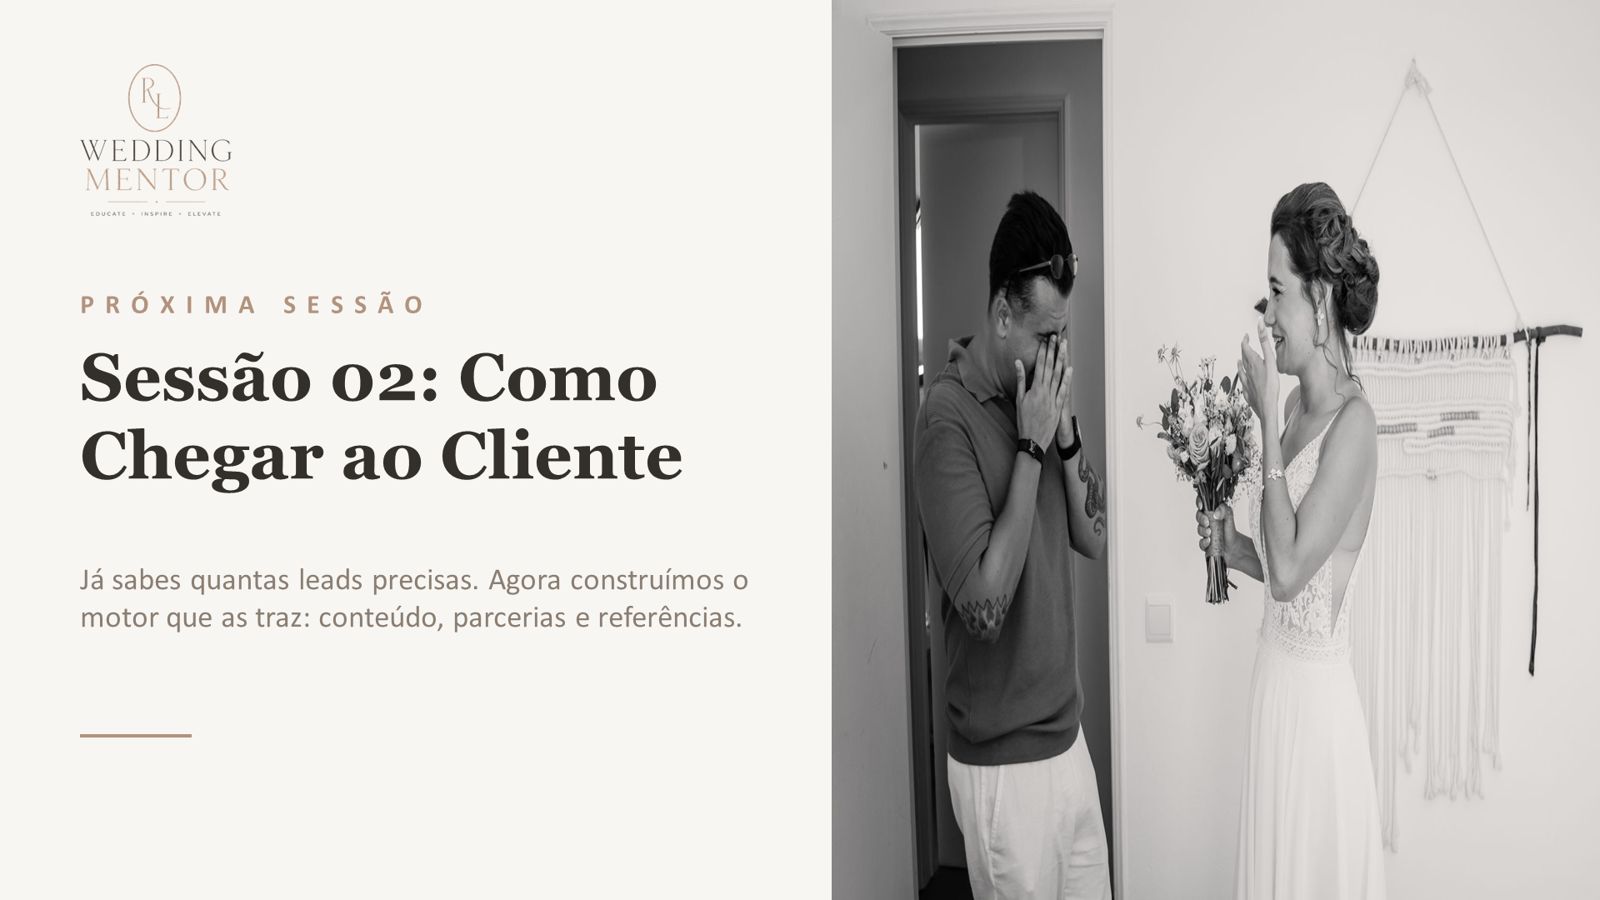 RL
WEDDING
MENTOR
EDUCATE • INSPIRE • ELEVATE
PRÓXIMA SESSÃO
Sessão 02: Como
Chegar ao Cliente
Já sabes quantas leads precisas. Agora construímos o
motor que as traz: conteúdo, parcerias e referências.